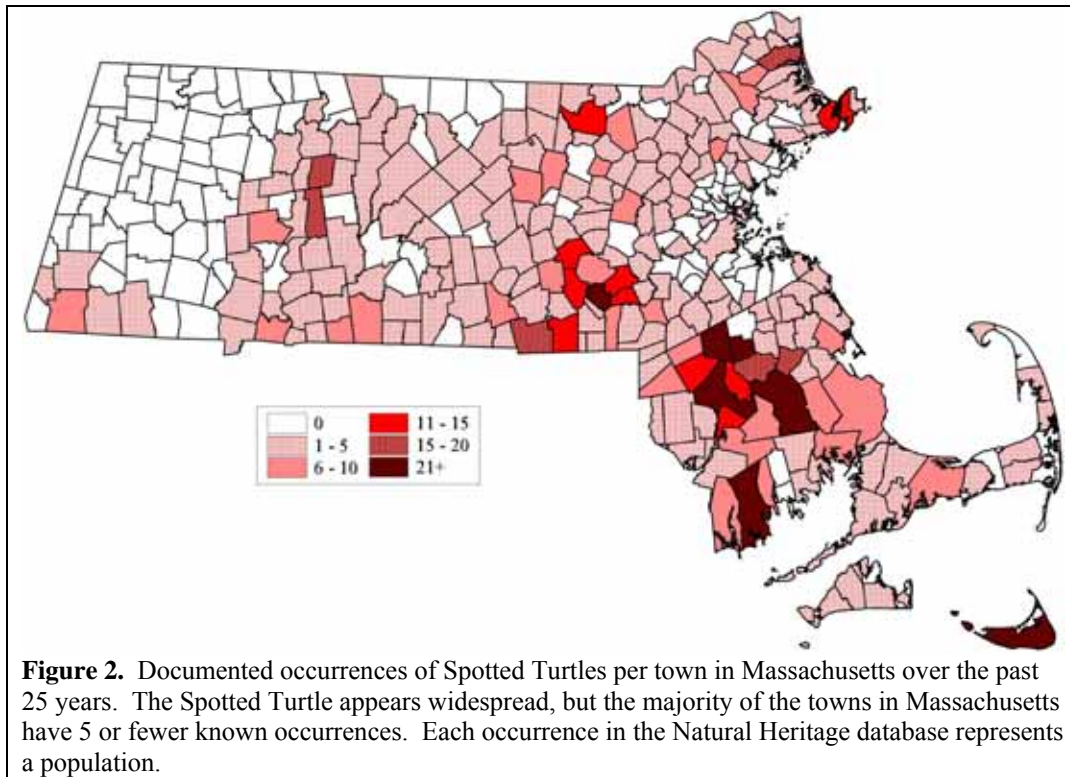 0
1 - 5
6 - 10
11 - 15
15 - 20
21+
Figure 2. Documented occurrences of Spotted Turtles per town in Massachusetts over the past
25 years. The Spotted Turtle appears widespread, but the majority of the towns in Massachusetts
have 5 or fewer known occurrences. Each occurrence in the Natural Heritage database represents
a population.